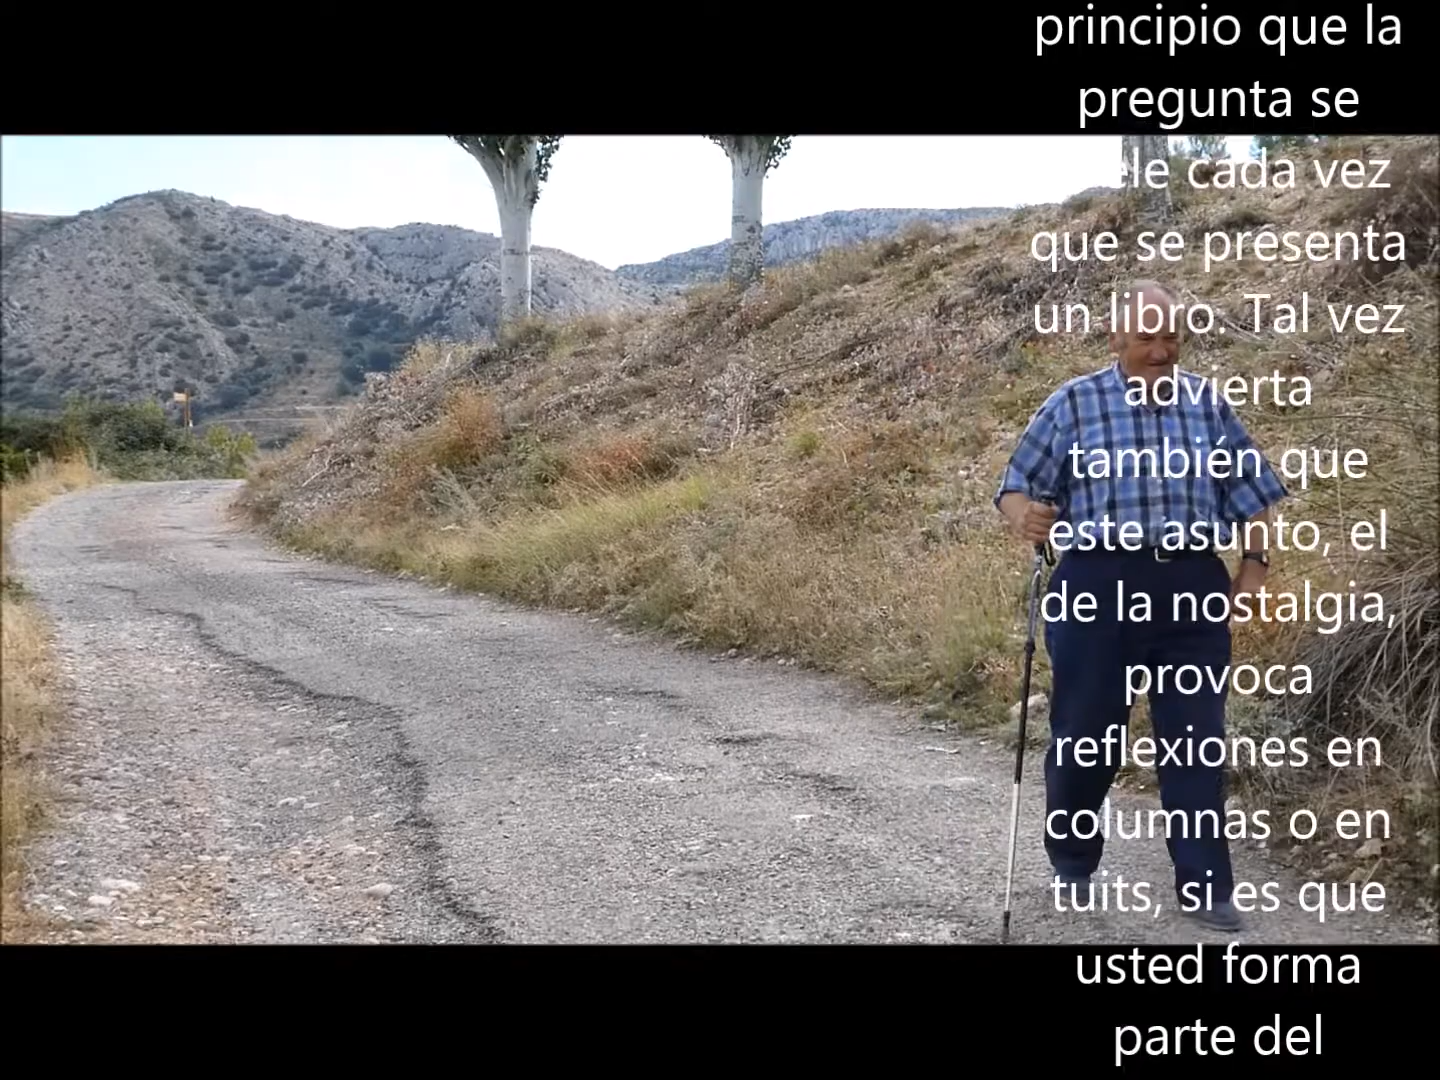 principio que la
pregunta se
cada vez
que se presenta
un libro. Tal vez
advierta
también que
este asunto, el
de la nostalgia,
provoca
reflexiones en
columnas o en
tuits, si es que
usted forma
parte del